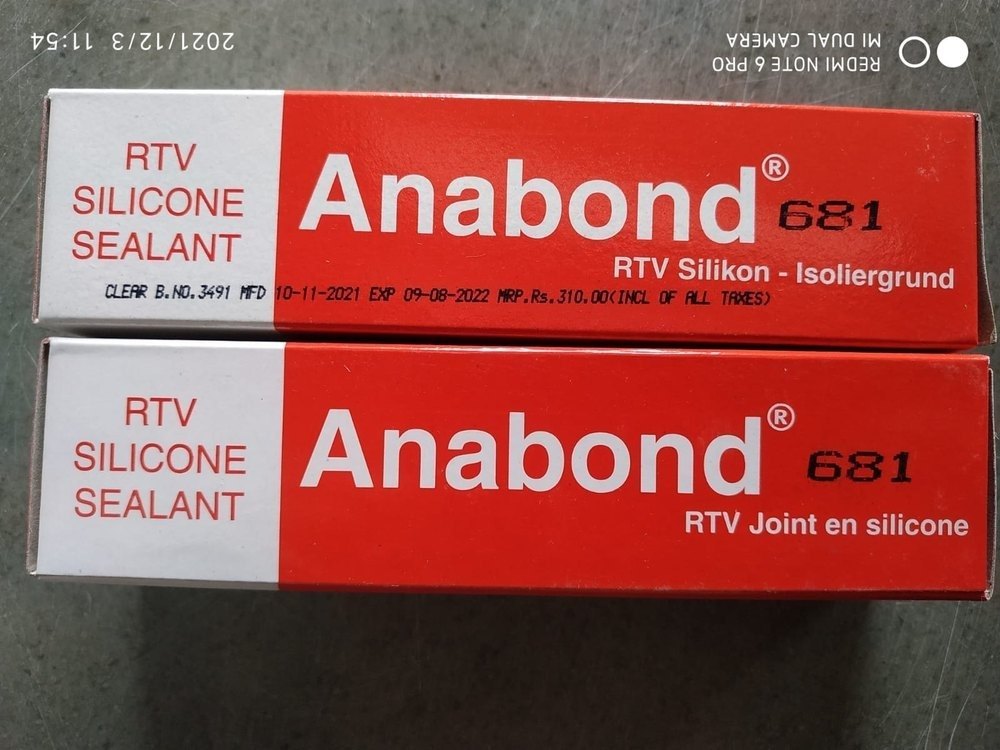 2021/12/3 11:54
REDMI NOTE 6 PRO
MI DUAL CAMERA
RTV
SILICONE
SEALANT
Anabond® 681
RTV Silikon - Isoliergrund
CLEAR B.NO.3491 MFD 10-11-2021 EXP 09-08-2022 MRP.Rs.310.00(INCL OF ALL TAXES)
RTV
SILICONE
SEALANT
Anabond® 681
RTV Joint en silicone